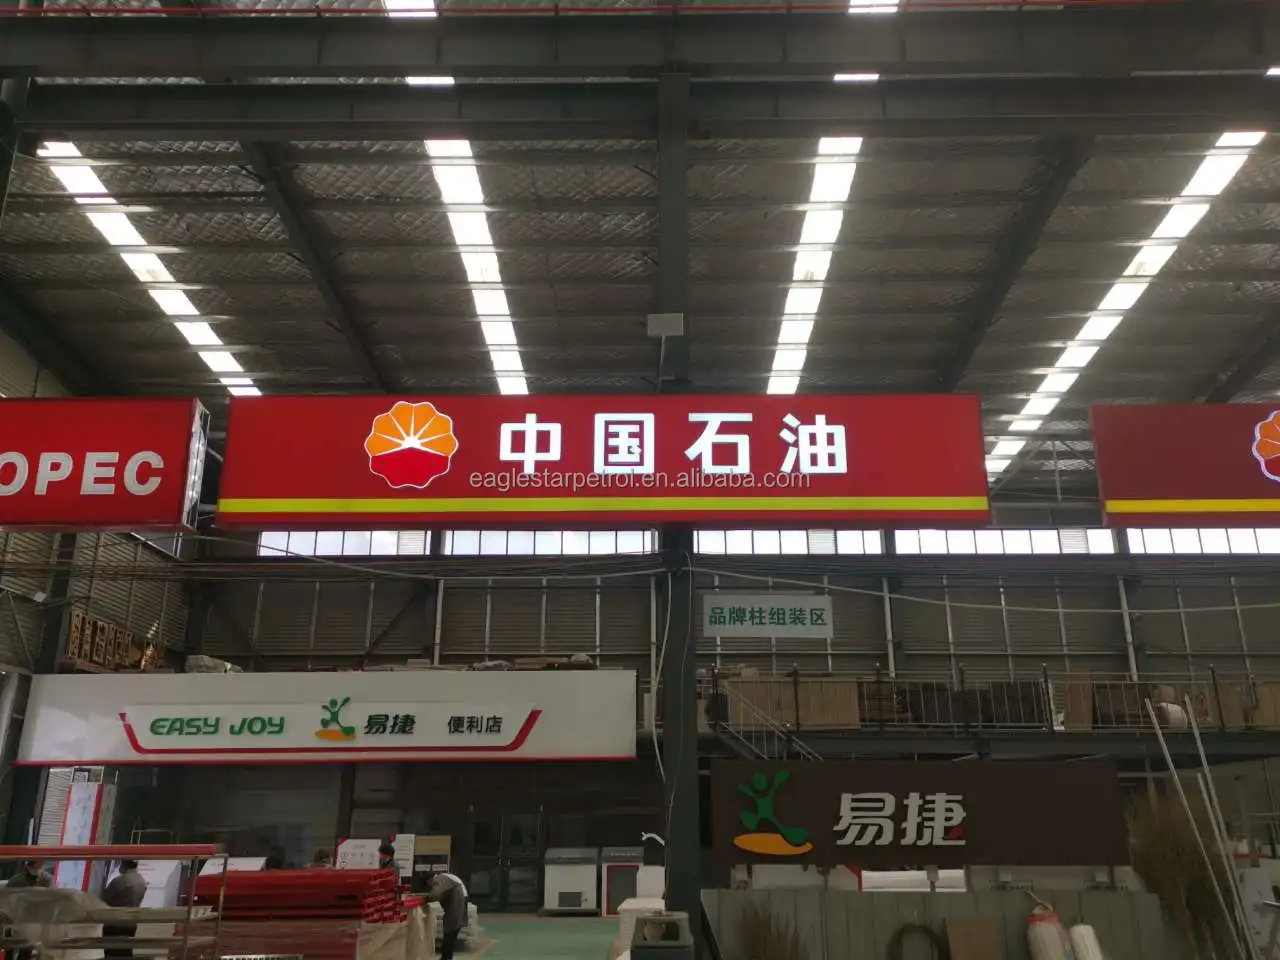 OPEC
中国石油
eaglestarpetrol.en.alibaba.com
品牌柱组装区
EASY JOY 易捷 便利店
易捷